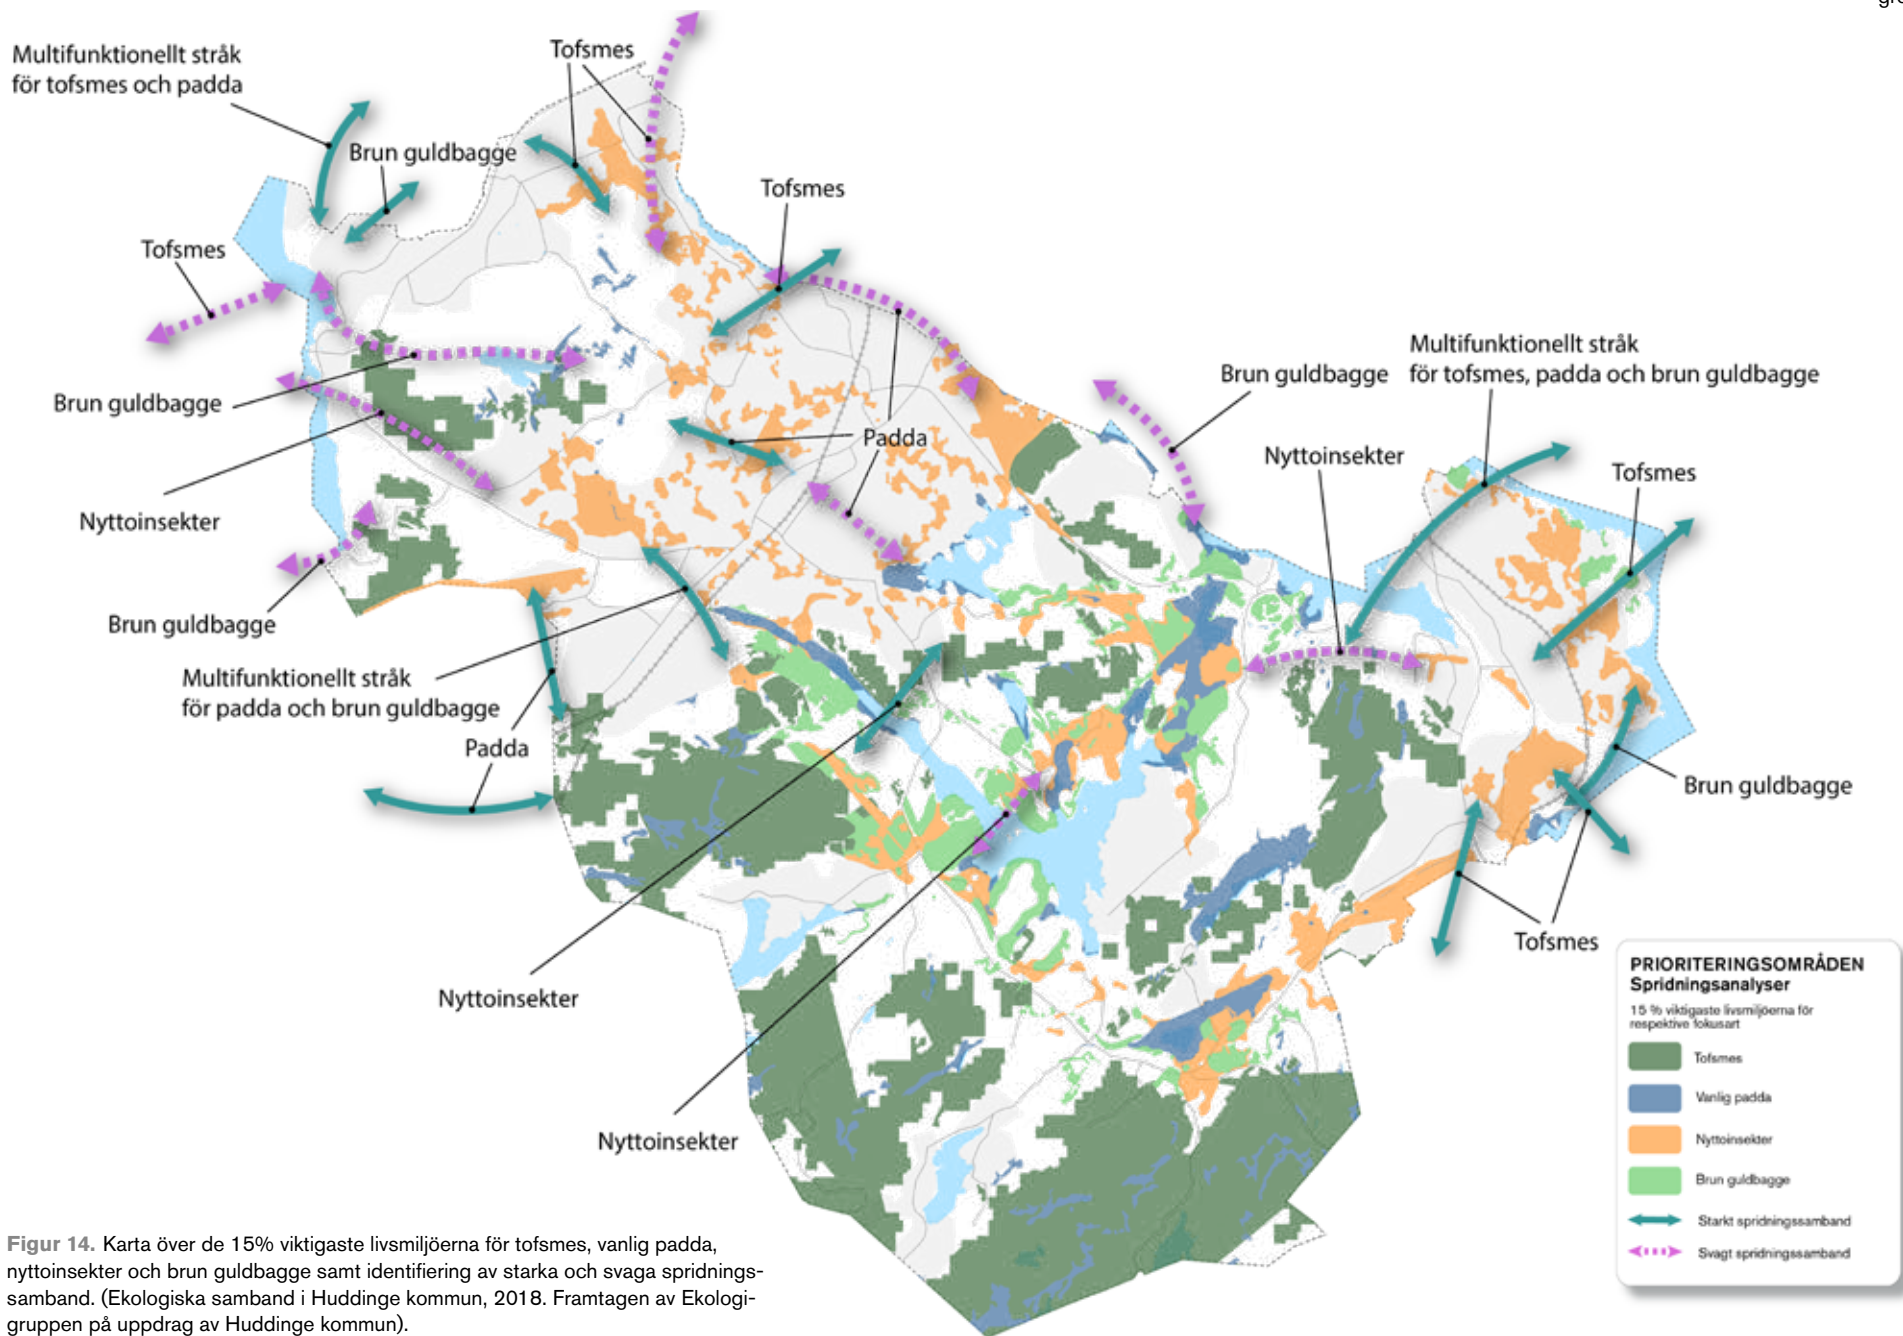 gr
Multifunktionellt stråk
för tofsmes och padda
Tofsmes
Brun guldbagge
Tofsmes
Tofsmes
Multifunktionellt stråk
för tofsmes, padda och brun guldbagge
Brun guldbagge
Brun guldbagge
Padda
Nyttoinsekter
Tofsmes
Nyttoinsekter
Brun guldbagge
Multifunktionellt stråk
för padda och brun guldbagge
Padda
Brun guldbagge
Tofsmes
Nyttoinsekter
Nyttoinsekter
PRIORITERINGSOMRÅDEN
Spridningsanalyser
15 % viktigaste livsmiljöerna för
respektive fokusart
Tofsmes
Vanlig padda
Nyttoinsekter
Brun guldbagge
Starkt spridningssamband
Svagt spridningssamband
Figur 14. Karta över de 15% viktigaste livsmiljöerna för tofsmes, vanlig padda,
nyttoinsekter och brun guldbagge samt identifiering av starka och svaga spridnings-
samband. (Ekologiska samband i Huddinge kommun, 2018. Framtagen av Ekologi-
gruppen på uppdrag av Huddinge kommun).